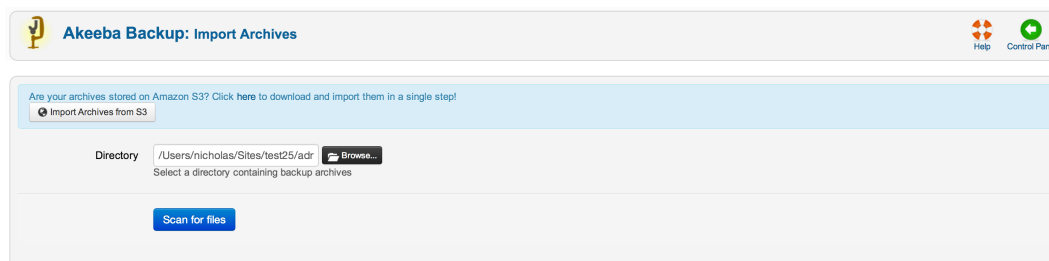 Akeeba Backup: Import Archives
Help
Control Pan
Are your archives stored on Amazon S3? Click here to download and import them in a single step!
Import Archives from S3
Directory
/Users/nicholas/Sites/test25/adr
Browse...
Select a directory containing backup archives
Scan for files